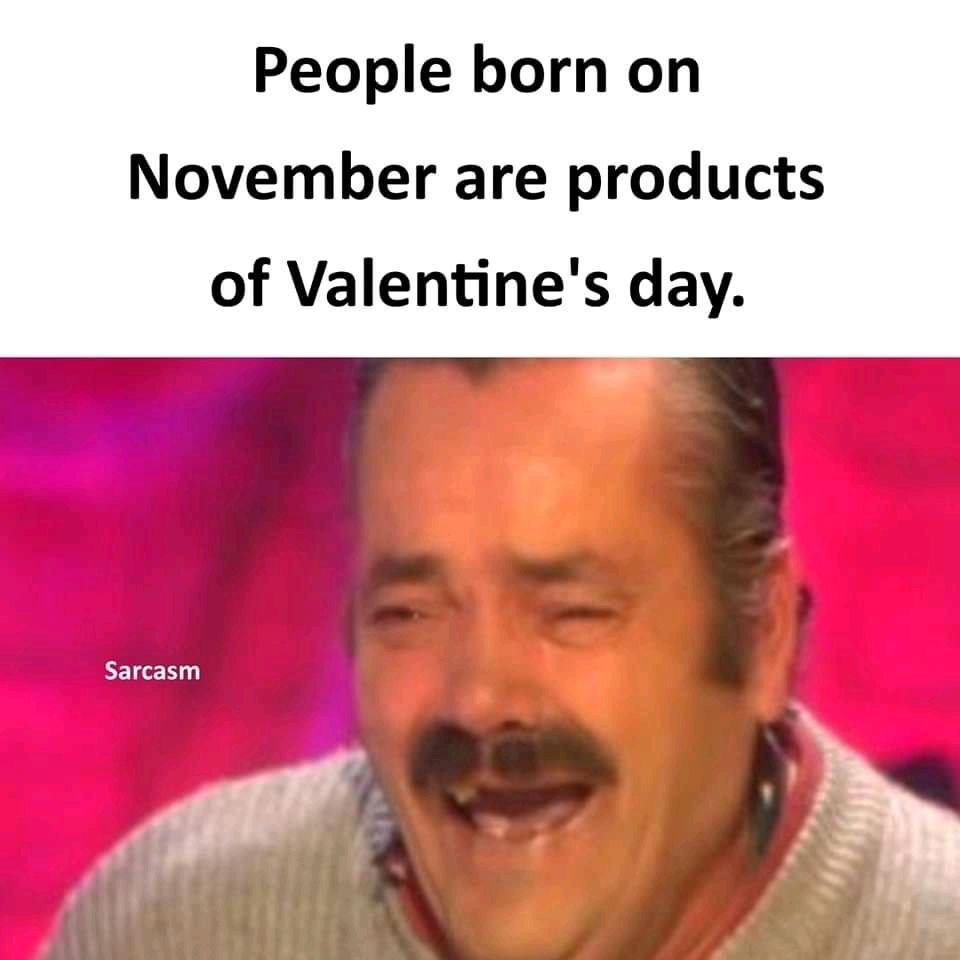 People born on
November are products
of Valentine's day.
Sarcasm